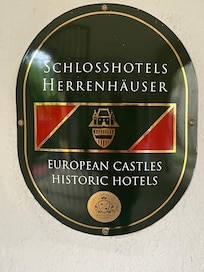 SCHLOSSHOTELS
HERRENHÄUSER
EUROPEAN CASTLES
HISTORIC HOTELS